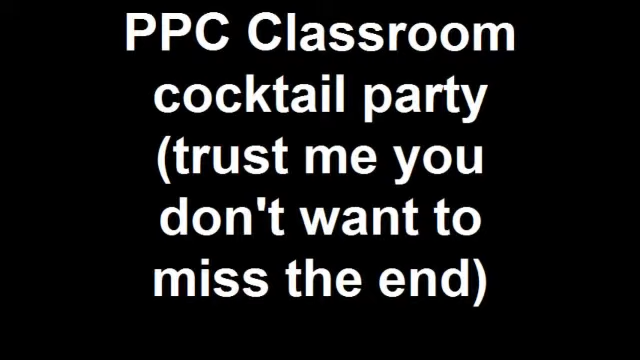 PPC Classroom
cocktail party
(trust me you
don't want to
miss the end)